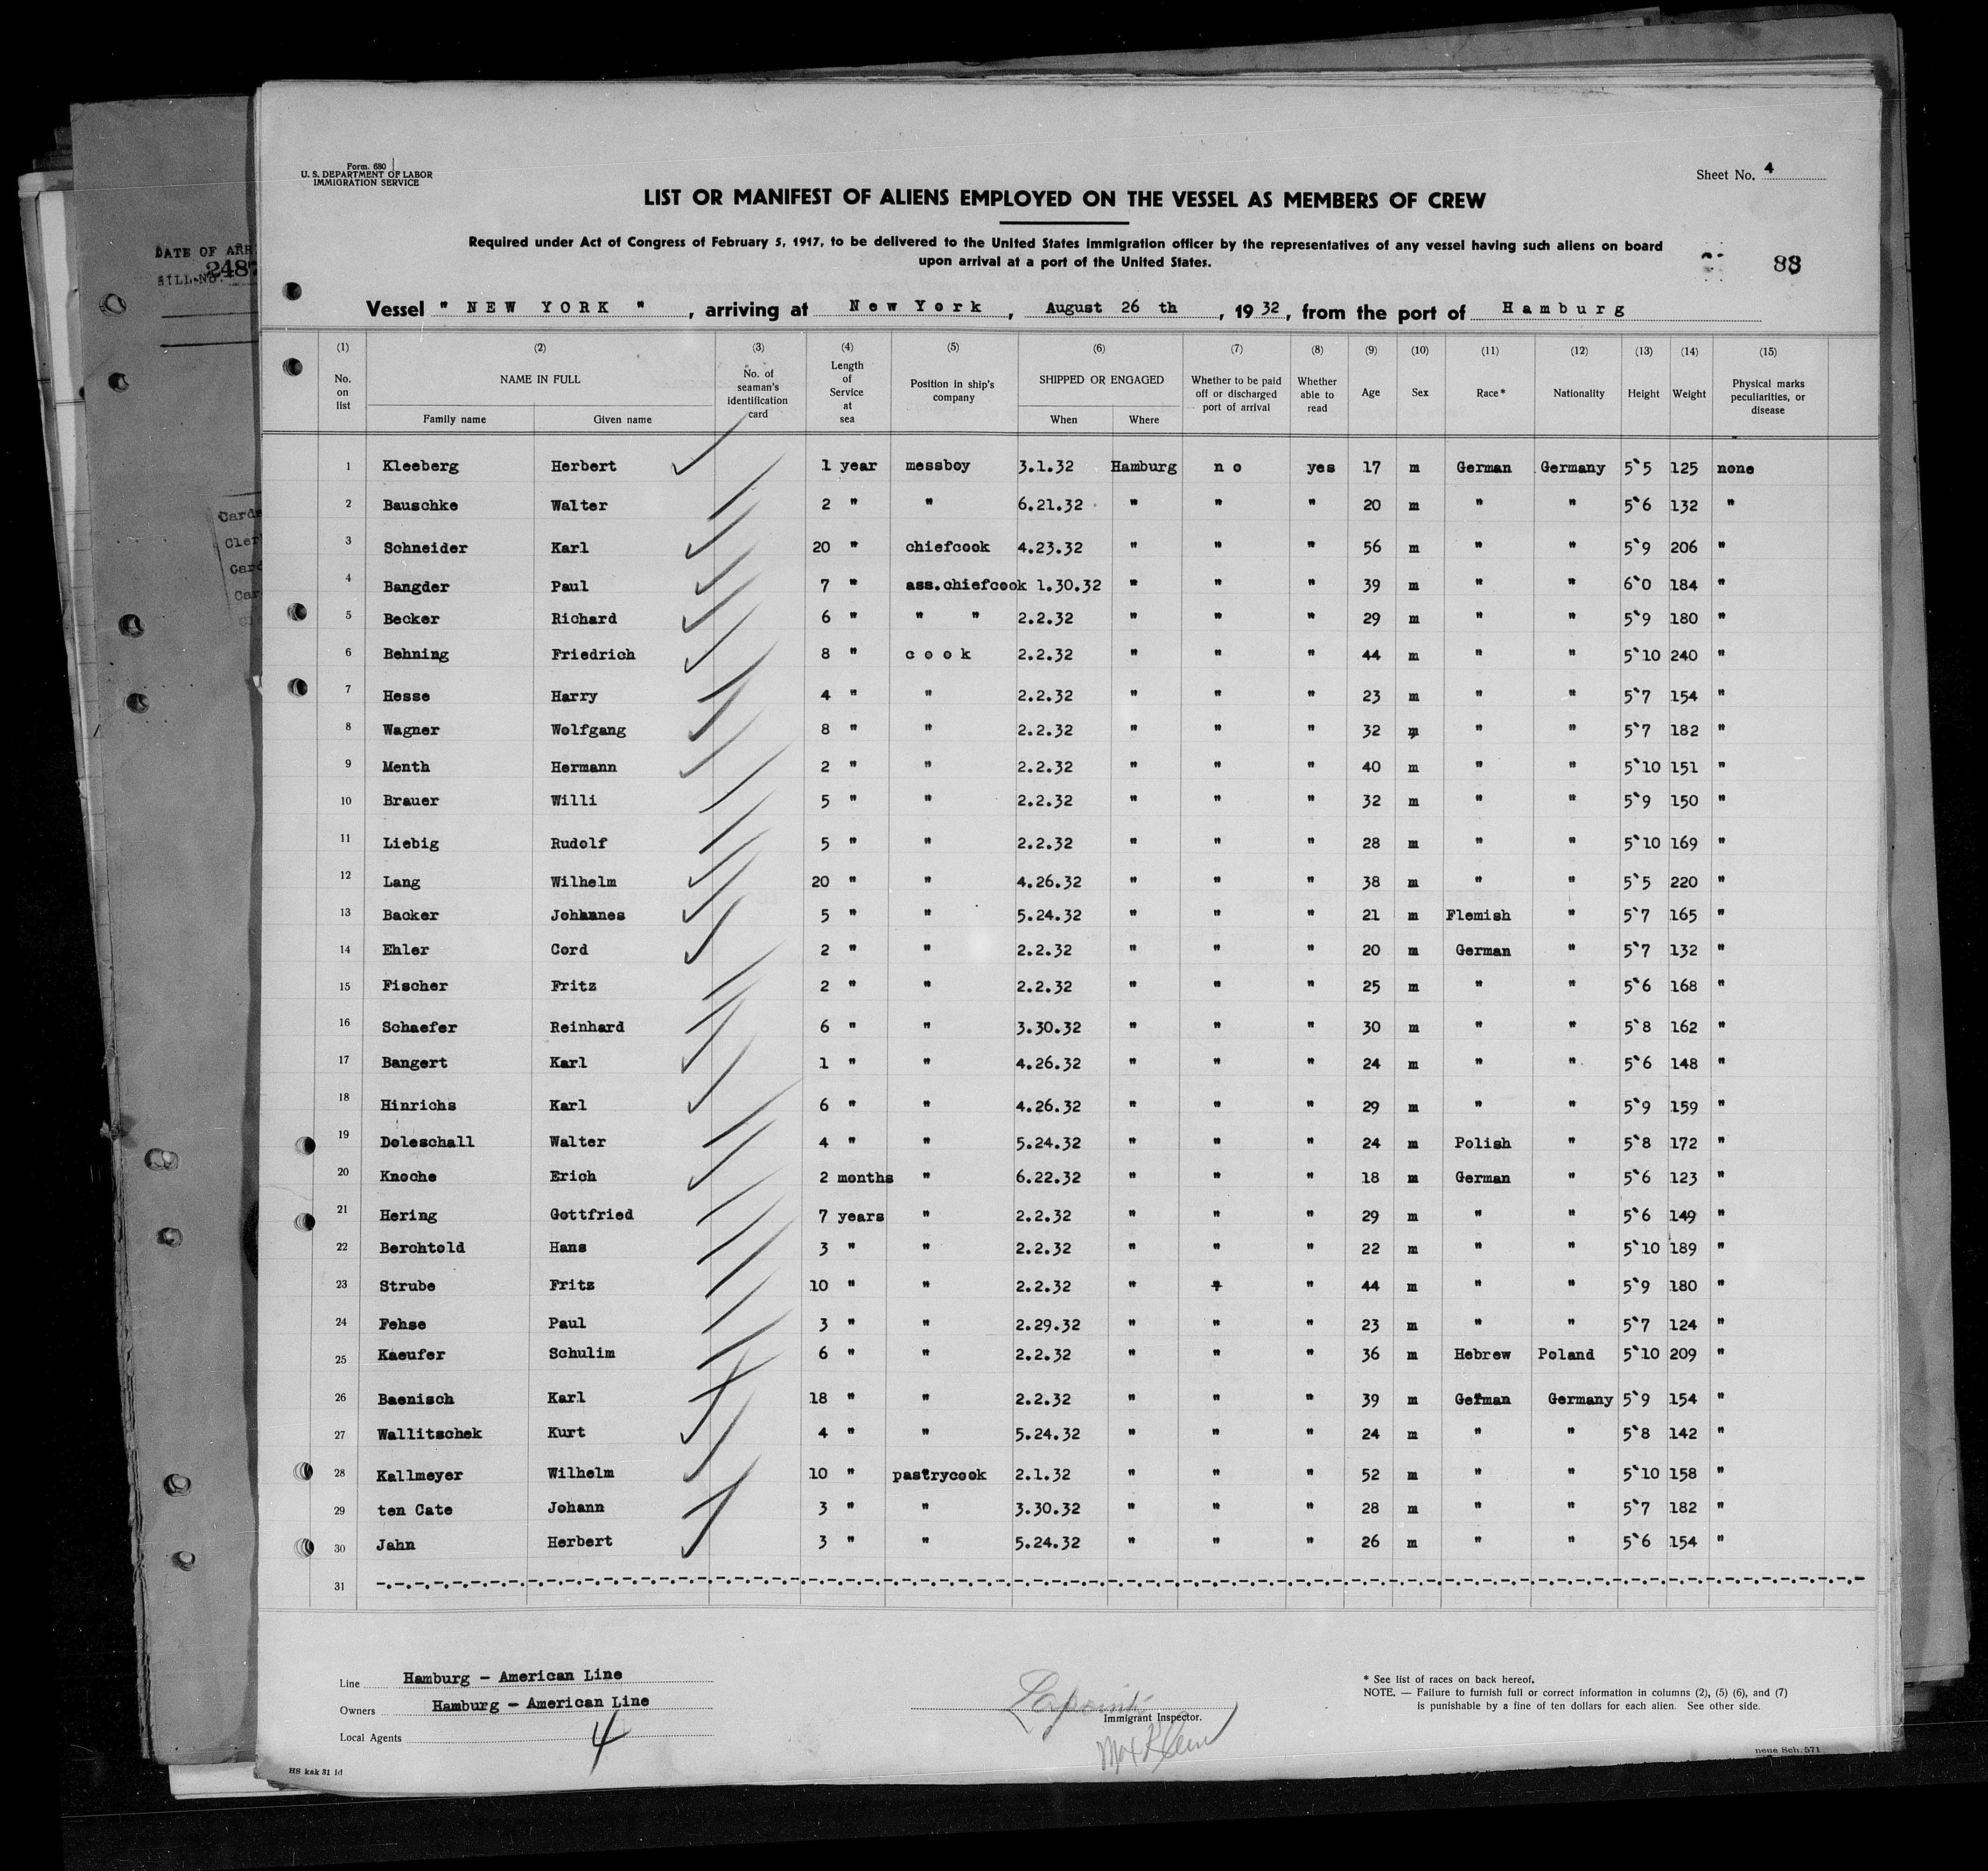 Form. 680
U. S. DEPARTMENT OF LABOR
IMMIGRATION SERVICE
Sheet No. 4
LIST OR MANIFEST OF ALIENS EMPLOYED ON THE VESSEL AS MEMBERS OF CREW
Required under Act of Congress of February 5, 1917, to be delivered to the United States immigration officer by the representatives of any vessel having such aliens on board
upon arrival at a port of the United States.
DATE OF ARR
2487
88
Vessel " NEW YORK " , arriving at New York , August 26 th , 1932, from the port of Hamburg
(1) (2) (3) (4) (5) (6) (7) (8) (9) (10) (11) (12) (13) (14) (15)
No. on list NAME IN FULL Family name Given name No. of seaman's identification card Length of Service at sea Position in ship's company SHIPPED OR ENGAGED When Where Whether to be paid off or discharged port of arrival Whether able to read Age Sex Race* Nationality Height Weight Physical marks peculiarities, or disease
1 Kleeberg Herbert 1 year messboy 3.1.32 Hamburg no yes 17 m German Germany 5`5 125 none
2 Bauschke Walter 2 " " 6.21.32 " " " 20 m " " 5`6 132 "
3 Schneider Karl 20 " chiefcook 4.23.32 " " " 56 m " " 5`9 206 "
4 Bangder Paul 7 " ass.chiefcook 1.30.32 " " " 39 m " " 6`0 184 "
5 Becker Richard 6 " " " 2.2.32 " " " 29 m " " 5`9 180 "
6 Behning Friedrich 8 " cook 2.2.32 " " " 44 m " " 5`10 240 "
7 Hesse Harry 4 " " 2.2.32 " " " 23 m " " 5`7 154 "
8 Wagner Wolfgang 8 " " 2.2.32 " " " 32 m " " 5`7 182 "
9 Menth Hermann 2 " " 2.2.32 " " " 40 m " " 5`10 151 "
10 Brauer Willi 5 " " 2.2.32 " " " 32 m " " 5`9 150 "
11 Liebig Rudolf 5 " " 2.2.32 " " " 28 m " " 5`10 169 "
12 Lang Wilhelm 20 " " 4.26.32 " " " 38 m " " 5`5 220 "
13 Backer Johannes 5 " " 5.24.32 " " " 21 m Flemish " 5`7 165 "
14 Ehler Cord 2 " " 2.2.32 " " " 20 m German " 5`7 132 "
15 Fischer Fritz 2 " " 2.2.32 " " " 25 m " " 5`6 168 "
16 Schaefer Reinhard 6 " " 3.30.32 " " " 30 m " " 5`8 162 "
17 Bangert Karl 1 " " 4.26.32 " " " 24 m " " 5`6 148 "
18 Hinrichs Karl 6 " " 4.26.32 " " " 29 m " " 5`9 159 "
19 Doleschall Walter 4 " " 5.24.32 " " " 24 m Polish " 5`8 172 "
20 Knoche Erich 2 months " 6.22.32 " " " 18 m German " 5`6 123 "
21 Hering Gottfried 7 years " 2.2.32 " " " 29 m " " 5`6 149 "
22 Berchtold Hans 3 " " 2.2.32 " " " 22 m " " 5`10 189 "
23 Strube Fritz 10 " " 2.2.32 " " " 44 m " " 5`9 180 "
24 Fehse Paul 3 " " 2.29.32 " " " 23 m " " 5`7 124 "
25 Kaeufer Schulim 6 " " 2.2.32 " " " 36 m Hebrew Poland 5`10 209 "
26 Baenisch Karl 18 " " 2.2.32 " " " 39 m German Germany 5`9 154 "
27 Wallitschek Kurt 4 " " 5.24.32 " " " 24 m " " 5`8 142 "
28 Kallmeyer Wilhelm 10 " pastrycook 2.1.32 " " " 52 m " " 5`10 158 "
29 ten Cate Johann 3 " " 3.30.32 " " " 28 m " " 5`7 182 "
30 Jahn Herbert 3 " " 5.24.32 " " " 26 m " " 5`6 154 "
31
Line Hamburg - American Line
Owners Hamburg - American Line
Local Agents
4
Immigrant Inspector.
* See list of races on back hereof.
NOTE. — Failure to furnish full or correct information in columns (2), (5) (6), and (7)
is punishable by a fine of ten dollars for each alien. See other side.
HS kak 31 ld
neue Sch. 571